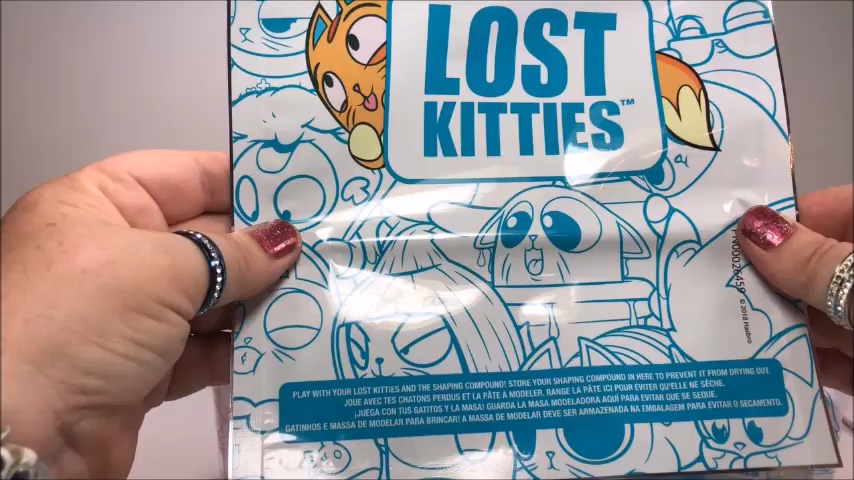 LOST
KITTIES™
PN00026459 © 2018 Hasbro.
PLAY WITH YOUR LOST KITTIES AND THE SHAPING COMPOUND! STORE YOUR SHAPING COMPOUND IN HERE TO PREVENT IT FROM DRYING OUT.
JOUE AVEC TES CHATONS PERDUS ET LA PÂTE À MODELER. RANGE LA PÂTE ICI POUR ÉVITER QU'ELLE NE SÈCHE.
¡JUEGA CON TUS GATITOS Y LA MASA! GUARDA LA MASA MODELADORA AQUÍ PARA EVITAR QUE SE SEQUE.
GATINHOS E MASSA DE MODELAR PARA BRINCAR! A MASSA DE MODELAR DEVE SER ARMAZENADA NA EMBALAGEM PARA EVITAR O SECAMENTO.